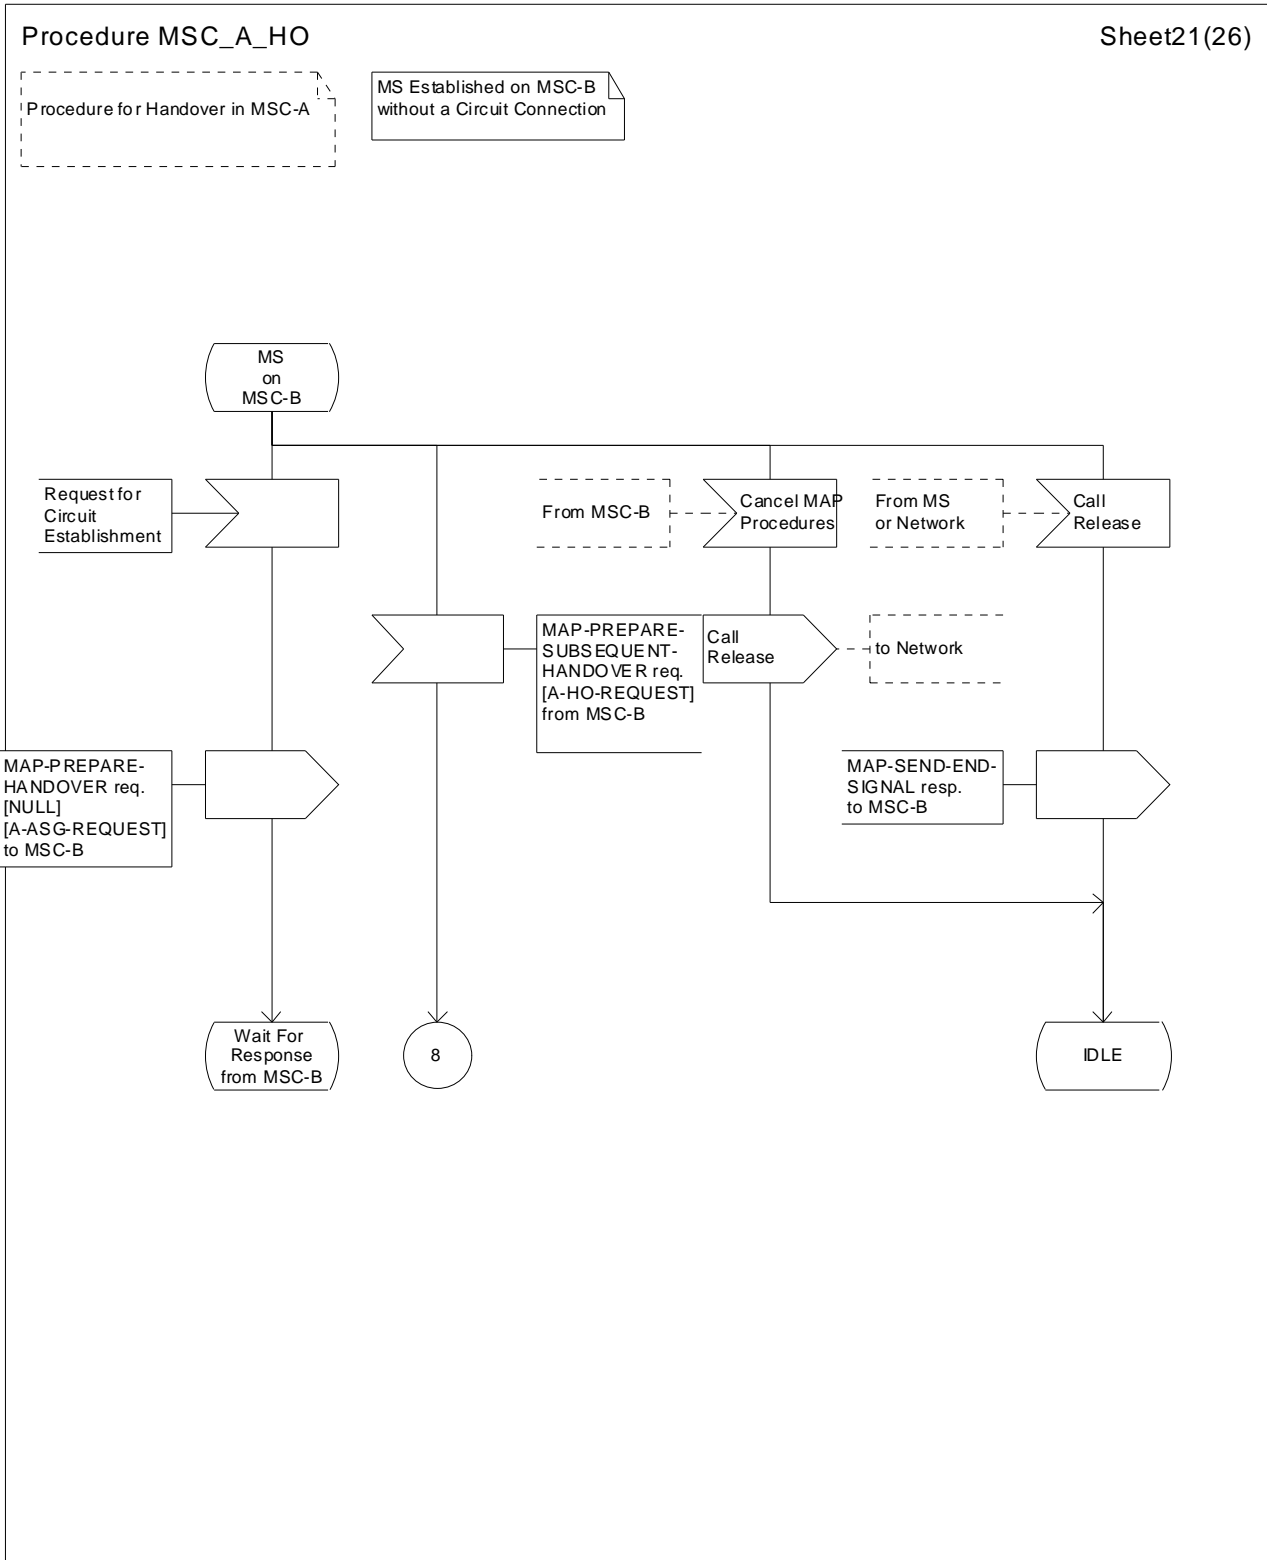 Procedure MSC_A_HO
Sheet21(26)
Procedure for Handover in MSC-A
MS Established on MSC-B
without a Circuit Connection
MS
on
MSC-B
Request for
Circuit
Establishment
From MSC-B
Cancel MAP
Procedures
From MS
or Network
Call
Release
MAP-PREPARE-
SUBSEQUENT-
HANDOVER req.
[A-HO-REQUEST]
from MSC-B
Call
Release
to Network
MAP-PREPARE-
HANDOVER req.
[NULL]
[A-ASG-REQUEST]
to MSC-B
MAP-SEND-END-
SIGNAL resp.
to MSC-B
Wait For
Response
from MSC-B
8
IDLE